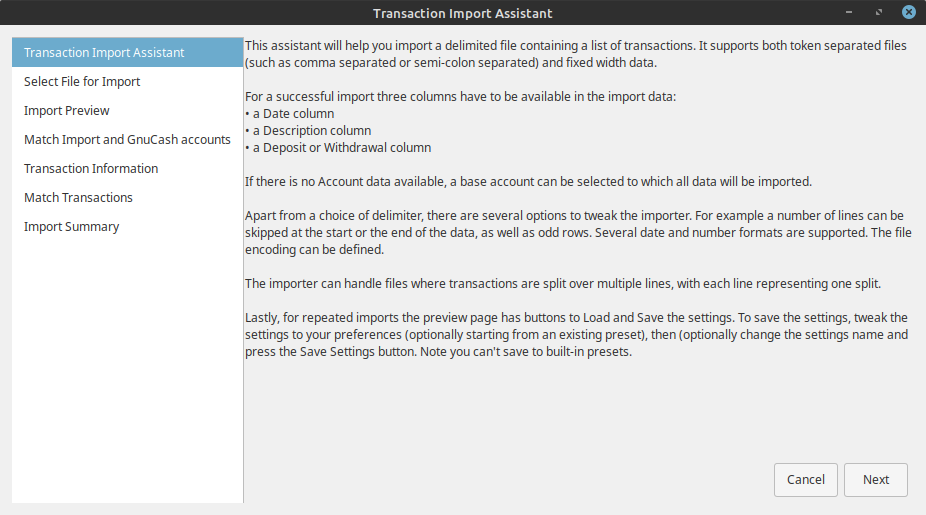 Transaction Import Assistant
Transaction Import Assistant
Select File for Import
Import Preview
Match Import and GnuCash accounts
Transaction Information
Match Transactions
Import Summary
This assistant will help you import a delimited file containing a list of transactions. It supports both token separated files
(such as comma separated or semi-colon separated) and fixed width data.
For a successful import three columns have to be available in the import data:
• a Date column
• a Description column
• a Deposit or Withdrawal column
If there is no Account data available, a base account can be selected to which all data will be imported.
Apart from a choice of delimiter, there are several options to tweak the importer. For example a number of lines can be
skipped at the start or the end of the data, as well as odd rows. Several date and number formats are supported. The file
encoding can be defined.
The importer can handle files where transactions are split over multiple lines, with each line representing one split.
Lastly, for repeated imports the preview page has buttons to Load and Save the settings. To save the settings, tweak the
settings to your preferences (optionally starting from an existing preset), then (optionally change the settings name and
press the Save Settings button. Note you can't save to built-in presets.
Cancel
Next